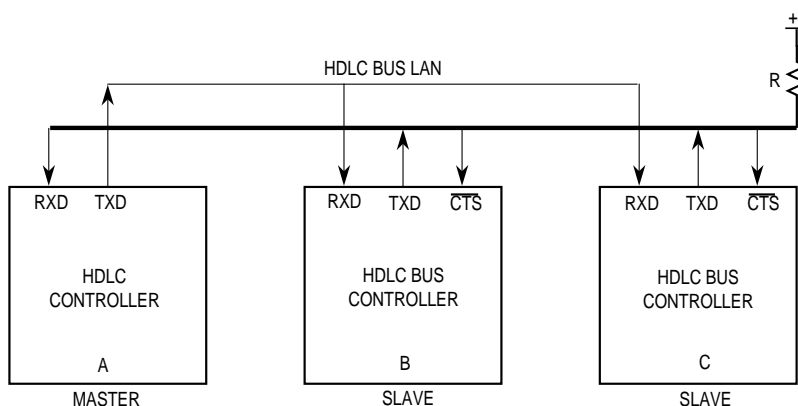 +
HDLC BUS LAN
R
RXD TXD
RXD TXD CTS
RXD TXD CTS
HDLC
CONTROLLER
A
HDLC BUS
CONTROLLER
B
HDLC BUS
CONTROLLER
C
MASTER
SLAVE
SLAVE